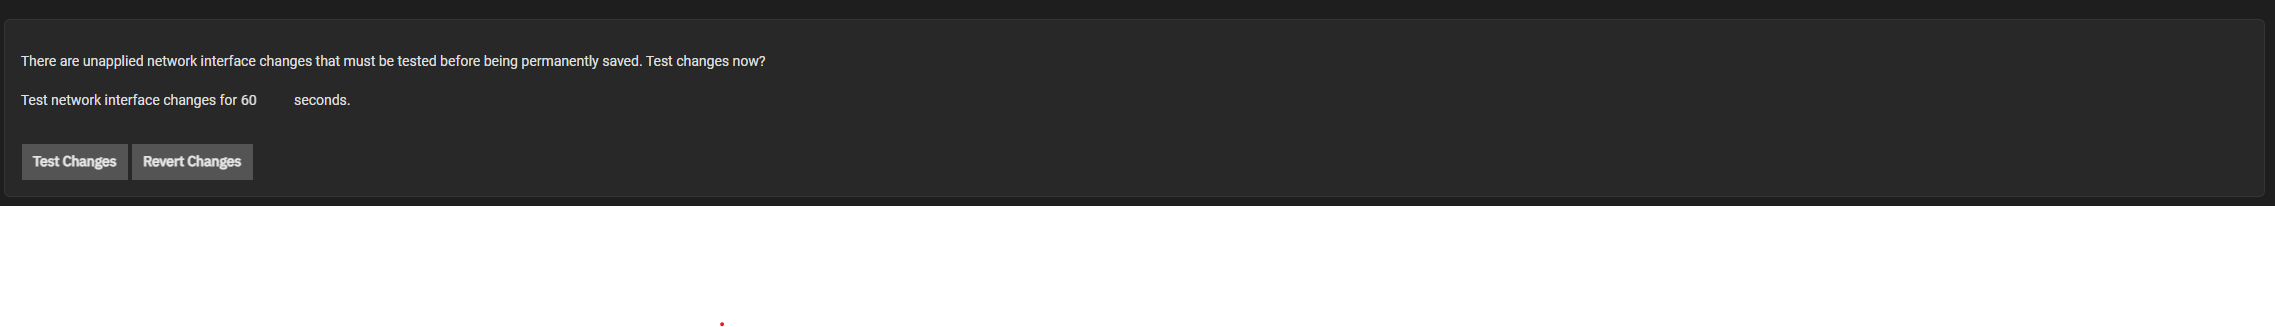 There are unapplied network interface changes that must be tested before being permanently saved. Test changes now?
Test network interface changes for 60 seconds.
Test Changes Revert Changes